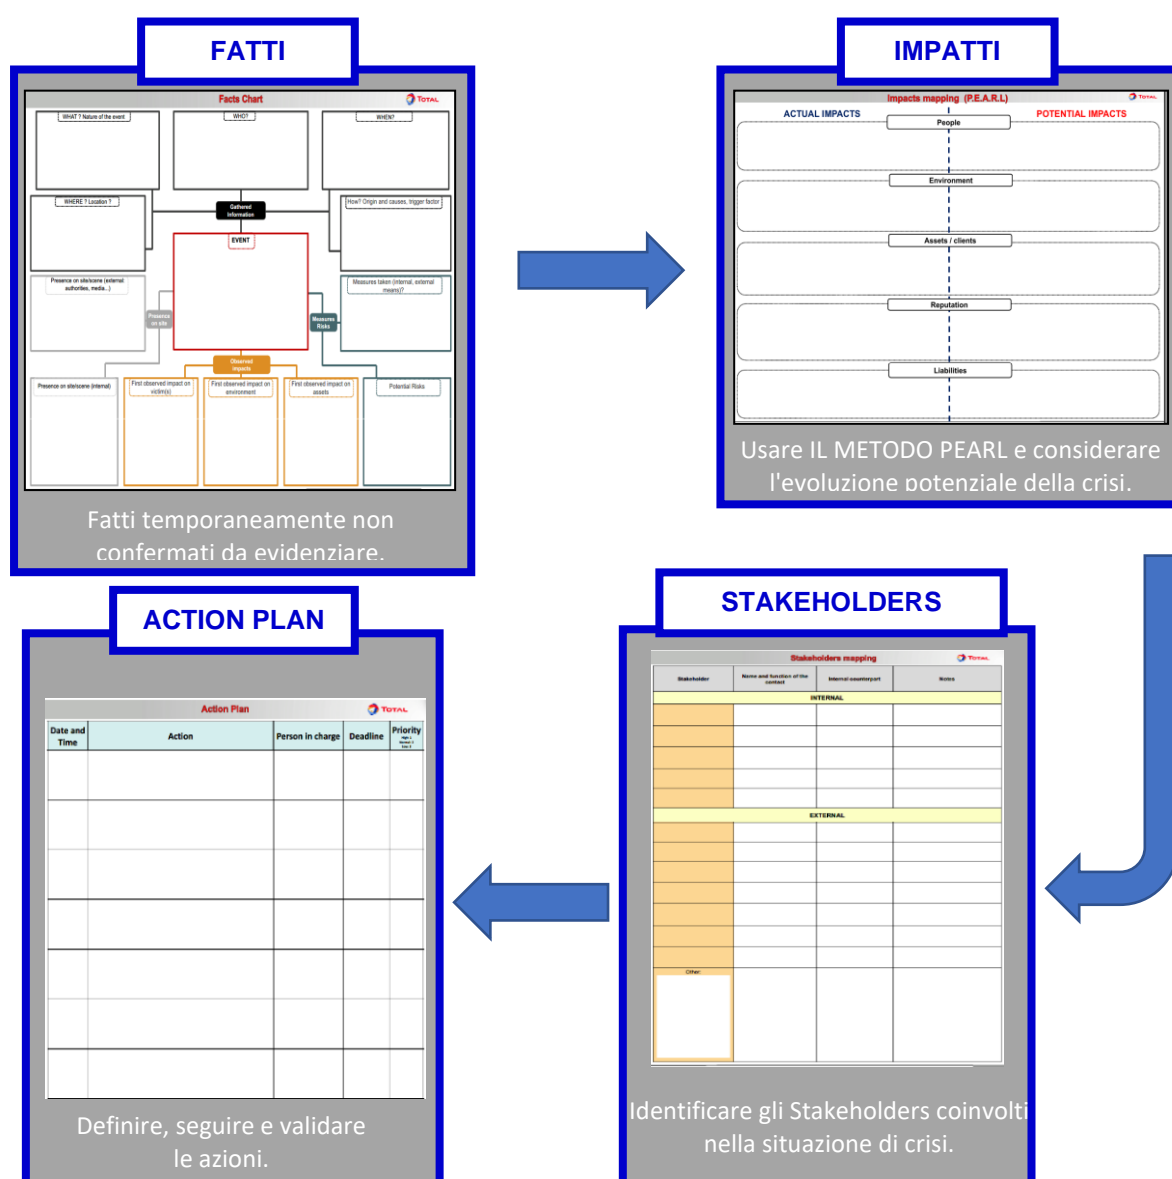 FATTI
Facts Chart
TOTAL
WHAT ? Nature of the event
WHO?
WHEN?
WHERE ? Location ?
Gathered
Information
How? Origin and causes, trigger factor
EVENT
Presence on site/scene (external
authorities, media...)
Presence
on site
Measures taken (internal, external
means)?
Measures
Risks
Observed
Impacts
Presence on site/scene (internal)
First observed impact on
victim(s)
First observed impact on
environment
First observed impact on
assets
Potential Risks
Fatti temporaneamente non
confermati da evidenziare.
IMPATTI
Impacts mapping (P.E.A.R.L)
TOTAL
ACTUAL IMPACTS
POTENTIAL IMPACTS
People
Environment
Assets / clients
Reputation
Liabilities
Usare IL METODO PEARL e considerare
l'evoluzione potenziale della crisi.
STAKEHOLDERS
Stakeholders mapping
TOTAL
Stakeholder
Name and function of the
contact
Internal counterpart
Notes
INTERNAL
EXTERNAL
Other:
Identificare gli Stakeholders coinvolti
nella situazione di crisi.
ACTION PLAN
Action Plan
TOTAL
Date and
Time
Action
Person in charge
Deadline
Priority
Definire, seguire e validare
le azioni.